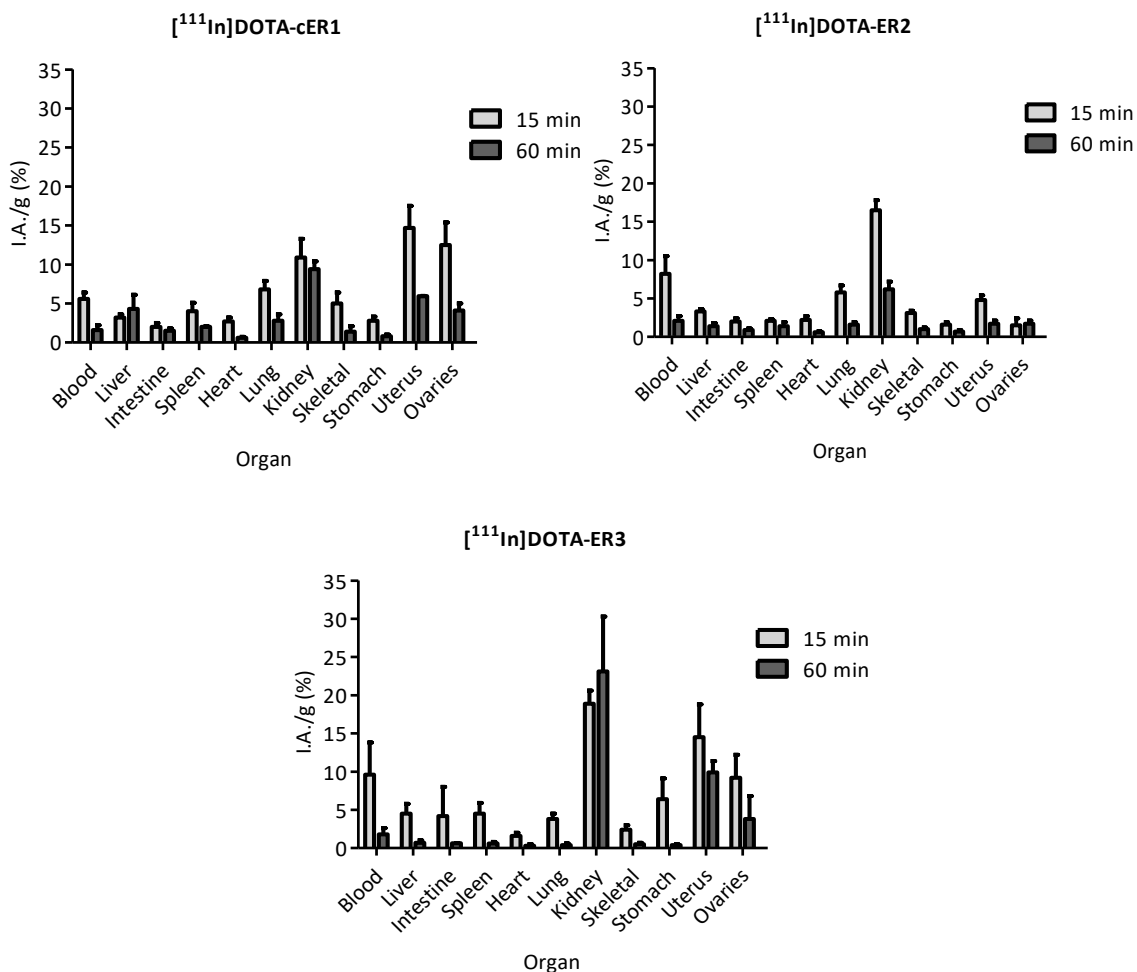 [¹¹¹In]DOTA-cER1
35
30
25
20
15
10
5
0
I.A./g (%)
15 min
60 min
Blood
Liver
Intestine
Spleen
Heart
Lung
Kidney
Skeletal
Stomach
Uterus
Ovaries
Organ
[¹¹¹In]DOTA-ER2
35
30
25
20
15
10
5
0
I.A./g (%)
15 min
60 min
Blood
Liver
Intestine
Spleen
Heart
Lung
Kidney
Skeletal
Stomach
Uterus
Ovaries
Organ
[¹¹¹In]DOTA-ER3
35
30
25
20
15
10
5
0
I.A./g (%)
15 min
60 min
Blood
Liver
Intestine
Spleen
Heart
Lung
Kidney
Skeletal
Stomach
Uterus
Ovaries
Organ